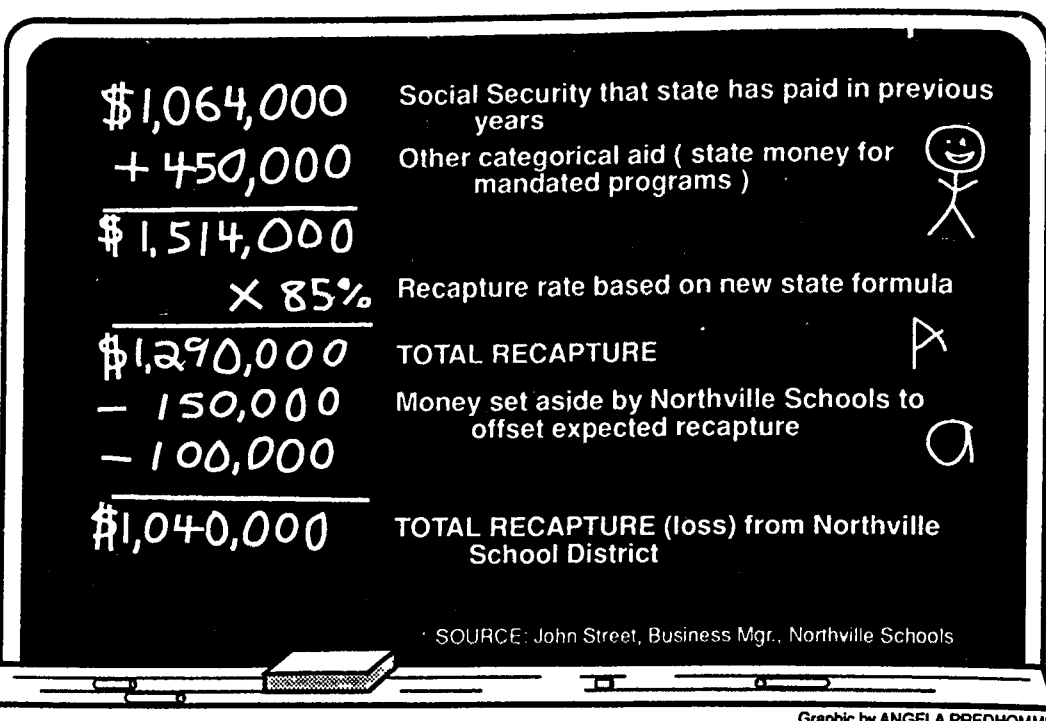 $1,064,000 Social Security that state has paid in previous
years
+ 450,000 Other categorical aid ( state money for
mandated programs )
$1,514,000
× 85% Recapture rate based on new state formula
$1,290,000 TOTAL RECAPTURE
A
- 150,000 Money set aside by Northville Schools to
offset expected recapture
a
- 100,000
$1,040,000 TOTAL RECAPTURE (loss) from Northville
School District
SOURCE: John Street, Business Mgr., Northville Schools
Graphic by ANGELA